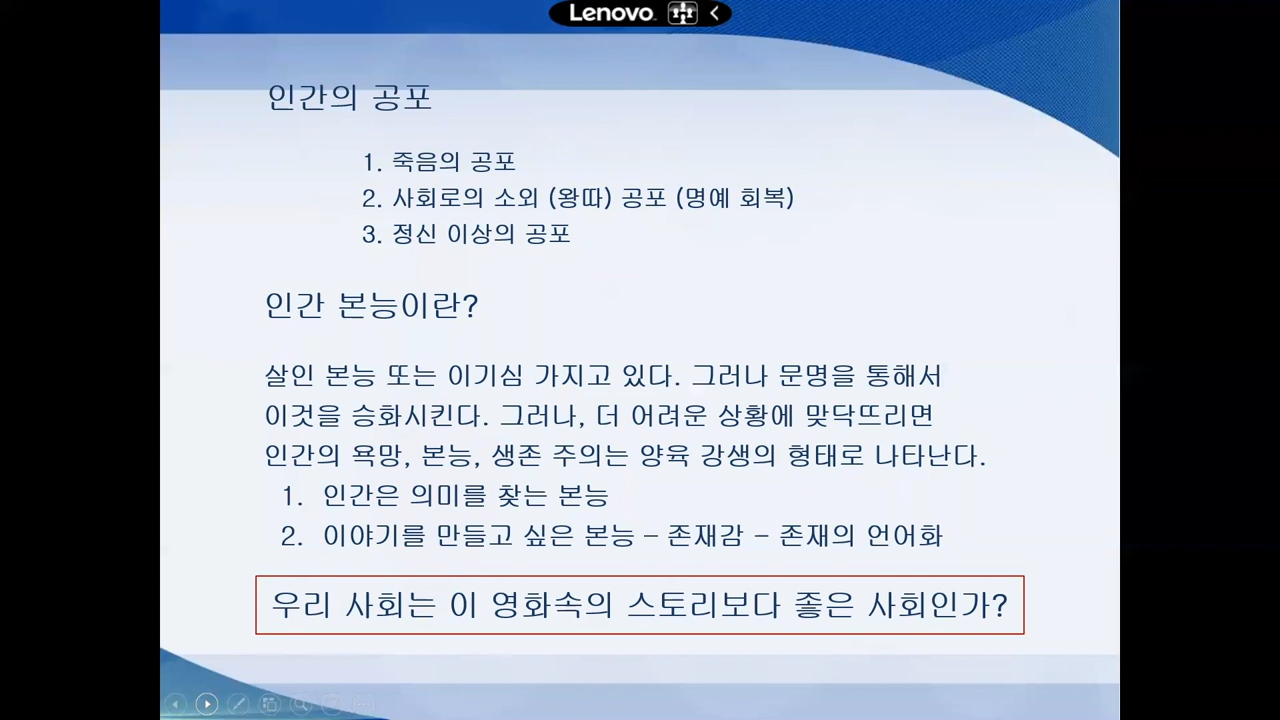 Lenovo
인간의 공포
1. 죽음의 공포
2. 사회로의 소외 (왕따) 공포 (명예 회복)
3. 정신 이상의 공포
인간 본능이란?
살인 본능 또는 이기심 가지고 있다. 그러나 문명을 통해서
이것을 승화시킨다. 그러나, 더 어려운 상황에 맞닥뜨리면
인간의 욕망, 본능, 생존 주의는 양육 강생의 형태로 나타난다.
1. 인간은 의미를 찾는 본능
2. 이야기를 만들고 싶은 본능 – 존재감 – 존재의 언어화
우리 사회는 이 영화속의 스토리보다 좋은 사회인가?